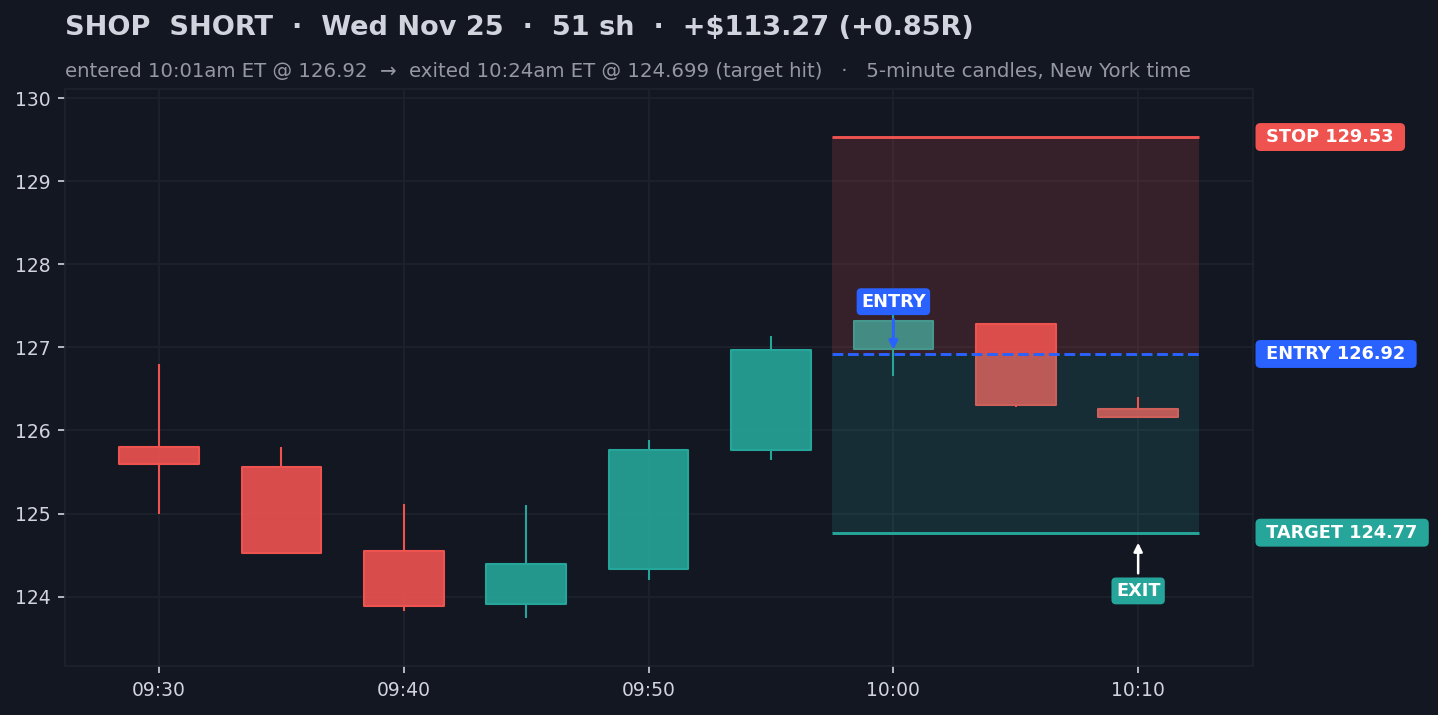 SHOP SHORT · Wed Nov 25 · 51 sh · +$113.27 (+0.85R)
entered 10:01am ET @ 126.92 → exited 10:24am ET @ 124.699 (target hit) · 5-minute candles, New York time
130
STOP 129.53
129
128
ENTRY
127
ENTRY 126.92
126
125
TARGET 124.77
EXIT
124
09:30 09:40 09:50 10:00 10:10